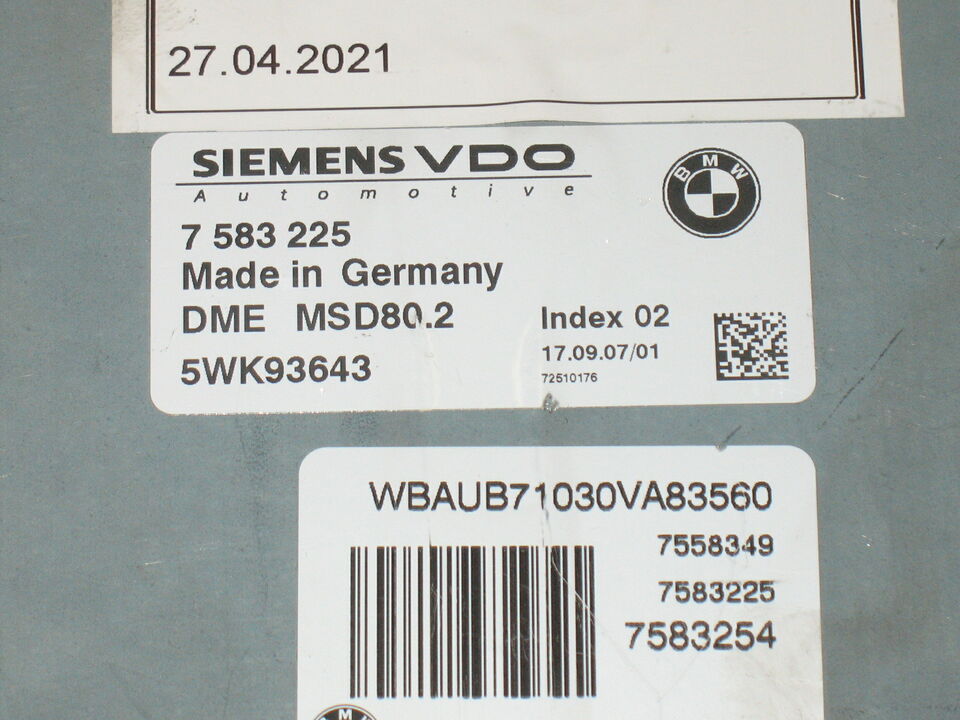 27.04.2021
SIEMENS VDO
Automotive
BMW
7 583 225
Made in Germany
DME MSD80.2
Index 02
5WK93643
17.09.07/01
72510176
WBAUB71030VA83560
7558349
7583225
7583254
BMW